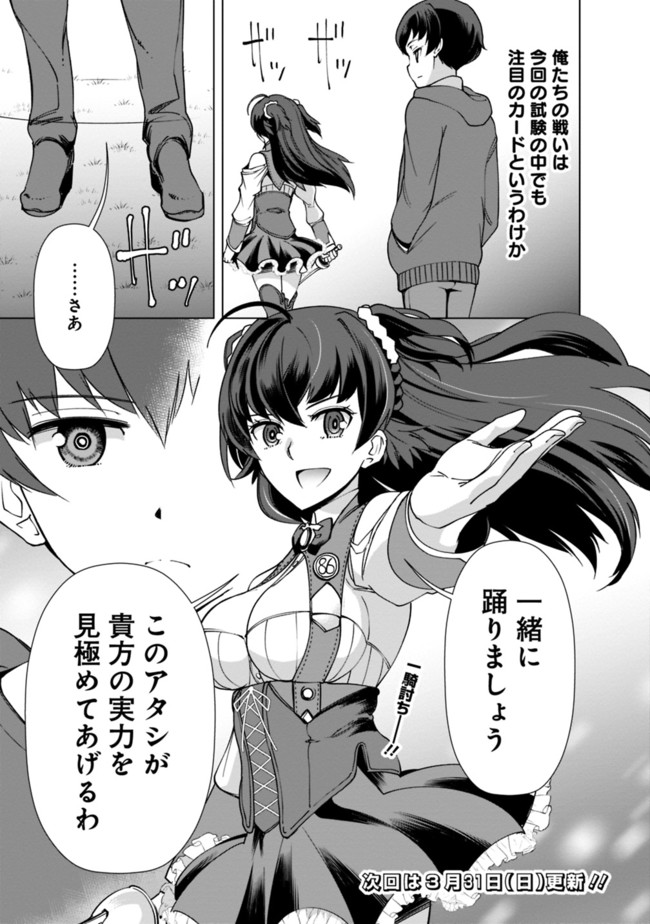 俺たちの戦いは
今回の試験の中でも
注目のカードというわけか
ザッ
ザッ
ザッ
……さあ
一緒に
踊りましょう
一騎討ち──!!
86
このアタシが
貴方の実力を
見極めてあげるわ
次回は3月31日(日)更新!!